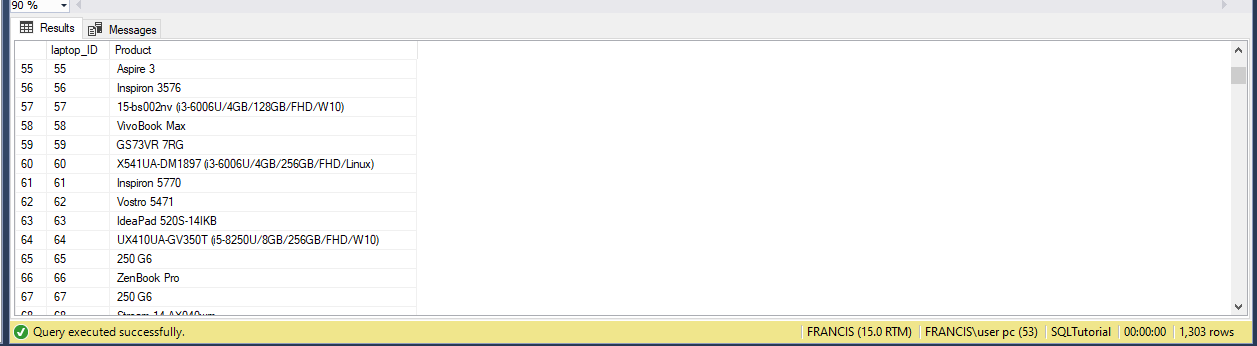 90 %
Results Messages
laptop_ID Product
55 55 Aspire 3
56 56 Inspiron 3576
57 57 15-bs002nv (i3-6006U/4GB/128GB/FHD/W10)
58 58 VivoBook Max
59 59 GS73VR 7RG
60 60 X541UA-DM1897 (i3-6006U/4GB/256GB/FHD/Linux)
61 61 Inspiron 5770
62 62 Vostro 5471
63 63 IdeaPad 520S-14IKB
64 64 UX410UA-GV350T (i5-8250U/8GB/256GB/FHD/W10)
65 65 250 G6
66 66 ZenBook Pro
67 67 250 G6
Query executed successfully. FRANCIS (15.0 RTM) FRANCIS\user pc (53) SQLTutorial 00:00:00 1,303 rows